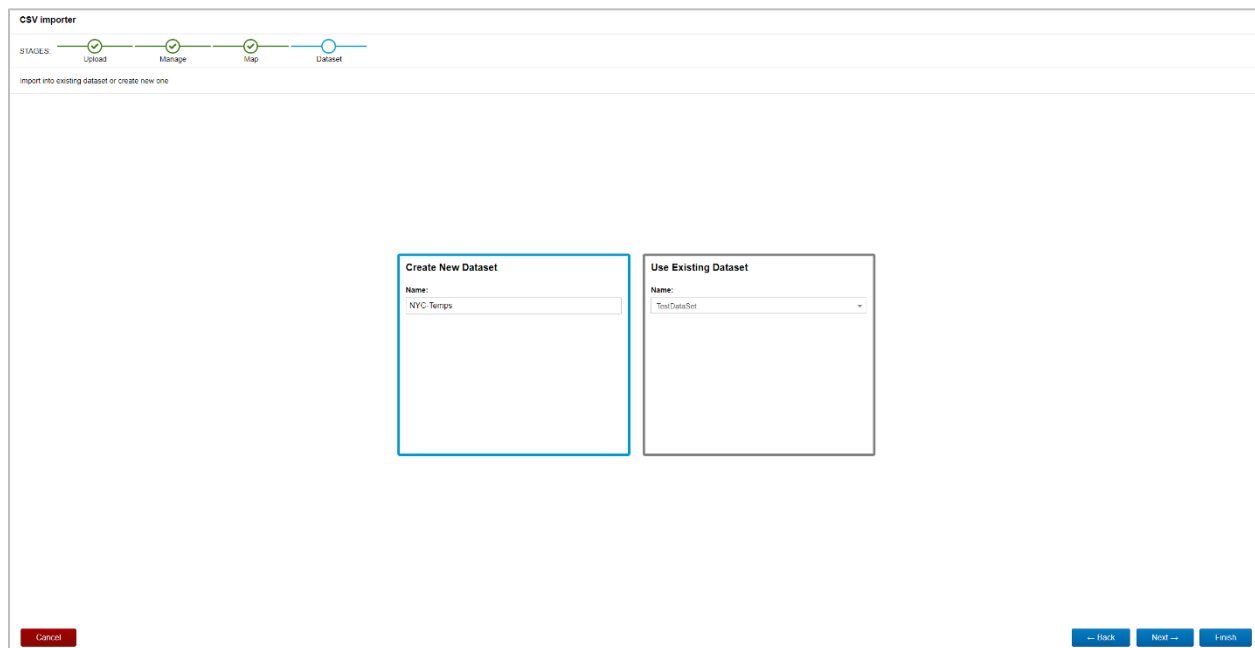 CSV importer
STAGES:
Upload Manage Map Dataset
Import into existing dataset or create new one
Create New Dataset
Name:
NYC-Temps
Use Existing Dataset
Name:
TestDataSet
Cancel
← Back Next → Finish